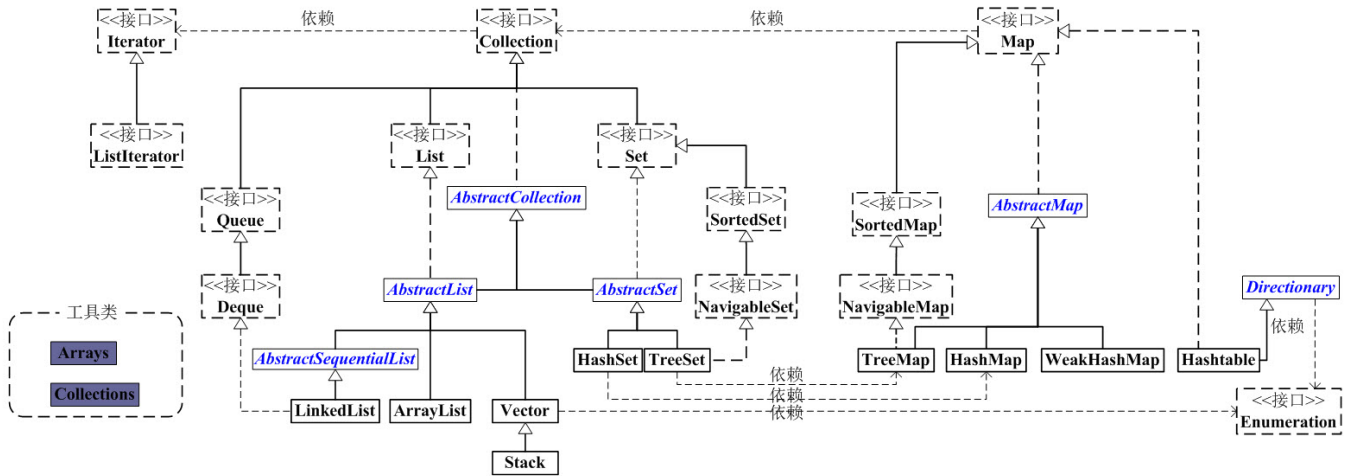 <<接口>>
Iterator
依赖
<<接口>>
Collection
依赖
<<接口>>
Map
<<接口>>
ListIterator
<<接口>>
List
<<接口>>
Set
<<接口>>
Queue
AbstractCollection
<<接口>>
SortedSet
<<接口>>
SortedMap
AbstractMap
<<接口>>
Deque
AbstractList
AbstractSet
<<接口>>
NavigableSet
<<接口>>
NavigableMap
Directionary
依赖
工具类
Arrays
Collections
AbstractSequentialList
HashSet
TreeSet
TreeMap
HashMap
WeakHashMap
Hashtable
依赖
依赖
依赖
LinkedList
ArrayList
Vector
<<接口>>
Enumeration
Stack